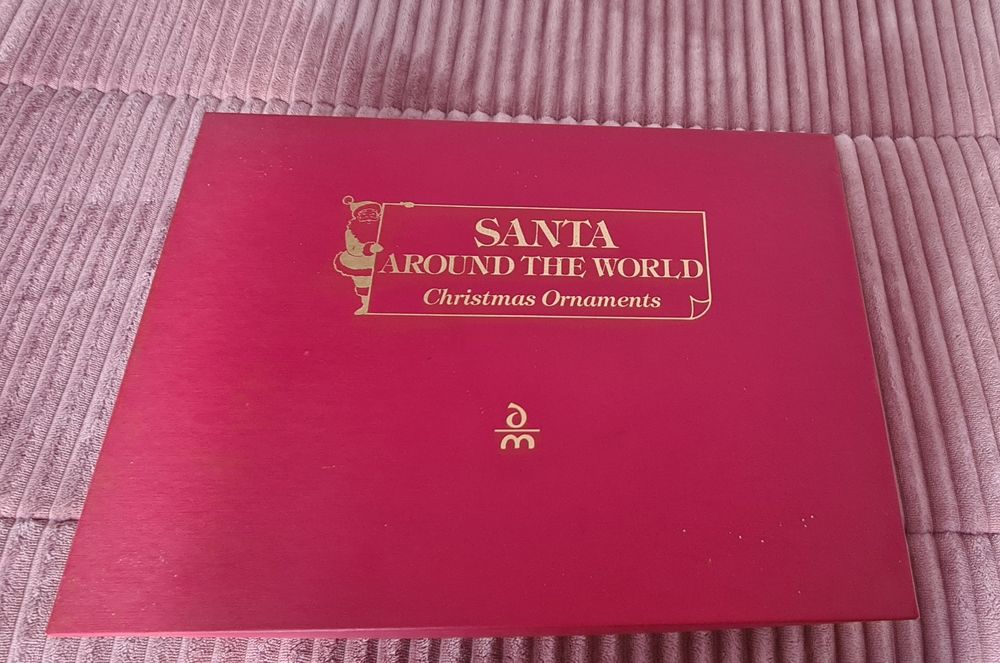 SANTA
AROUND THE WORLD
Christmas Ornaments
∂
m